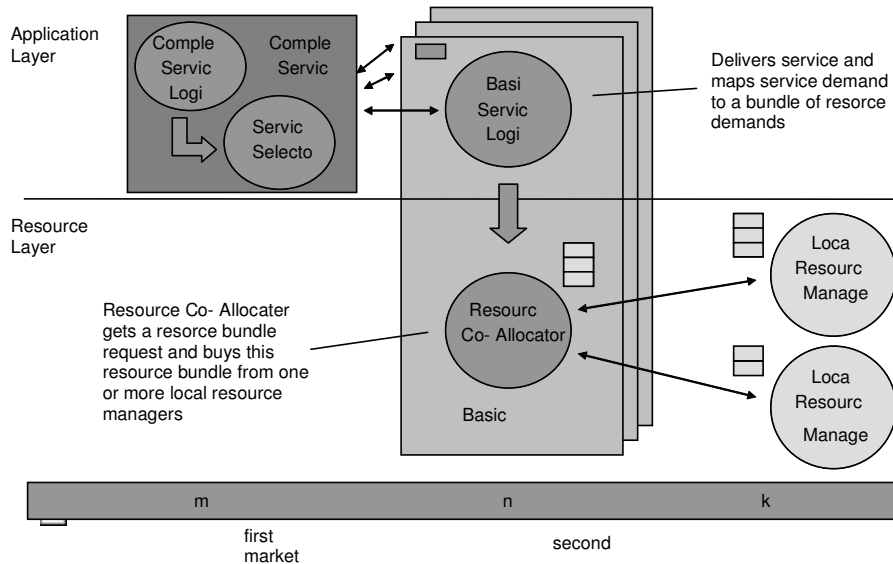 Application
Layer
Comple
Servic
Logi
Comple
Servic
Servic
Selecto
Basi
Servic
Logi
Delivers service and
maps service demand
to a bundle of resorce
demands
Resource
Layer
Resource Co- Allocater
gets a resorce bundle
request and buys this
resource bundle from one
or more local resource
managers
Resourc
Co- Allocator
Basic
Loca
Resourc
Manage
Loca
Resourc
Manage
m
n
k
first
market
second